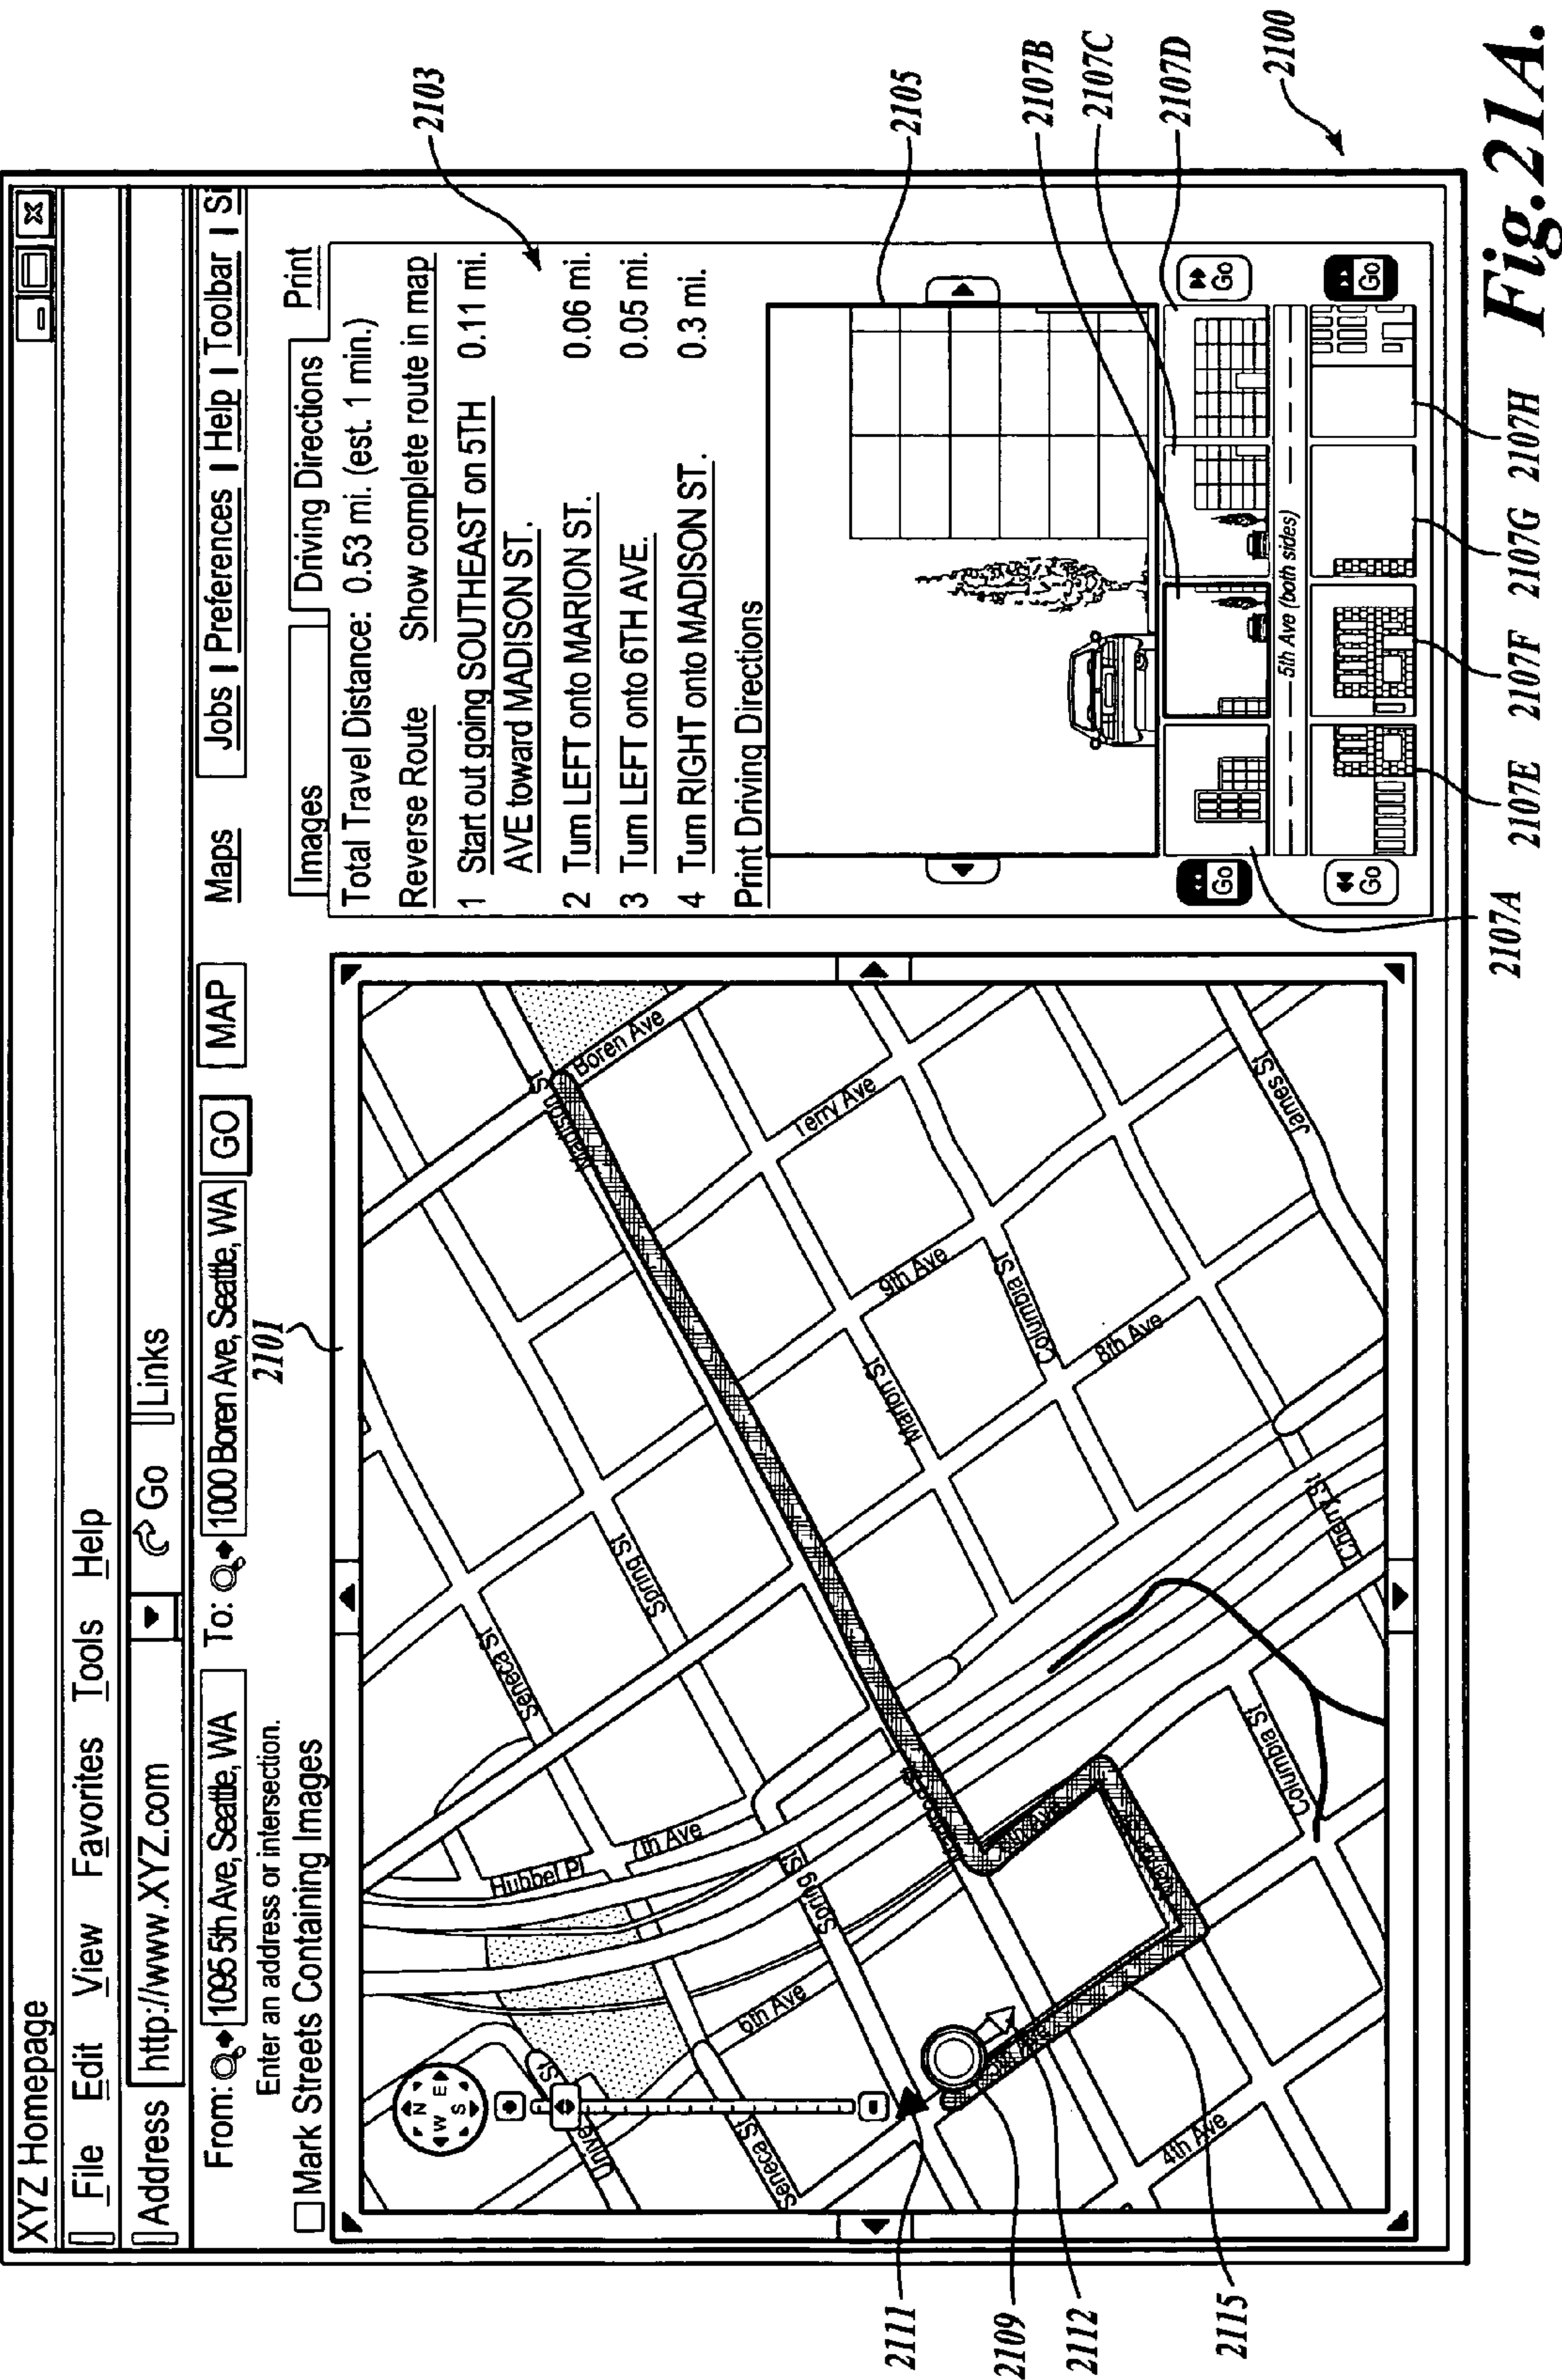 XYZ Homepage
File Edit View Favorites Tools Help
Address http://www.XYZ.com Go Links
From: 1095 5th Ave, Seattle, WA To: 1000 Boren Ave, Seattle, WA GO MAP Maps Jobs | Preferences | Help | Toolbar |
Enter an address or intersection.
2101
Mark Streets Containing Images
Images Driving Directions Print
Total Travel Distance: 0.53 mi. (est. 1 min.)
Reverse Route Show complete route in map
1 Start out going SOUTHEAST on 5TH 0.11 mi.
AVE toward MADISON ST.
2 Turn LEFT onto MARION ST. 0.06 mi.
3 Turn LEFT onto 6TH AVE. 0.05 mi.
4 Turn RIGHT onto MADISON ST. 0.3 mi.
Print Driving Directions
2103
2105
2107B
2107C
2107D
2100
Go
Go
5th Ave (both sides)
Go
Go
2107A
2107E
2107F
2107G
2107H
N
W E
S
Seneca St
Spring St
Madison St
Boren Ave
Terry Ave
9th Ave
Marion St
Columbia St
8th Ave
James St
Hubbel Pl
7th Ave
Spring St
6th Ave
Seneca St
Cherry St
Columbia St
4th Ave
2111
2109
2112
2115
Fig.21A.